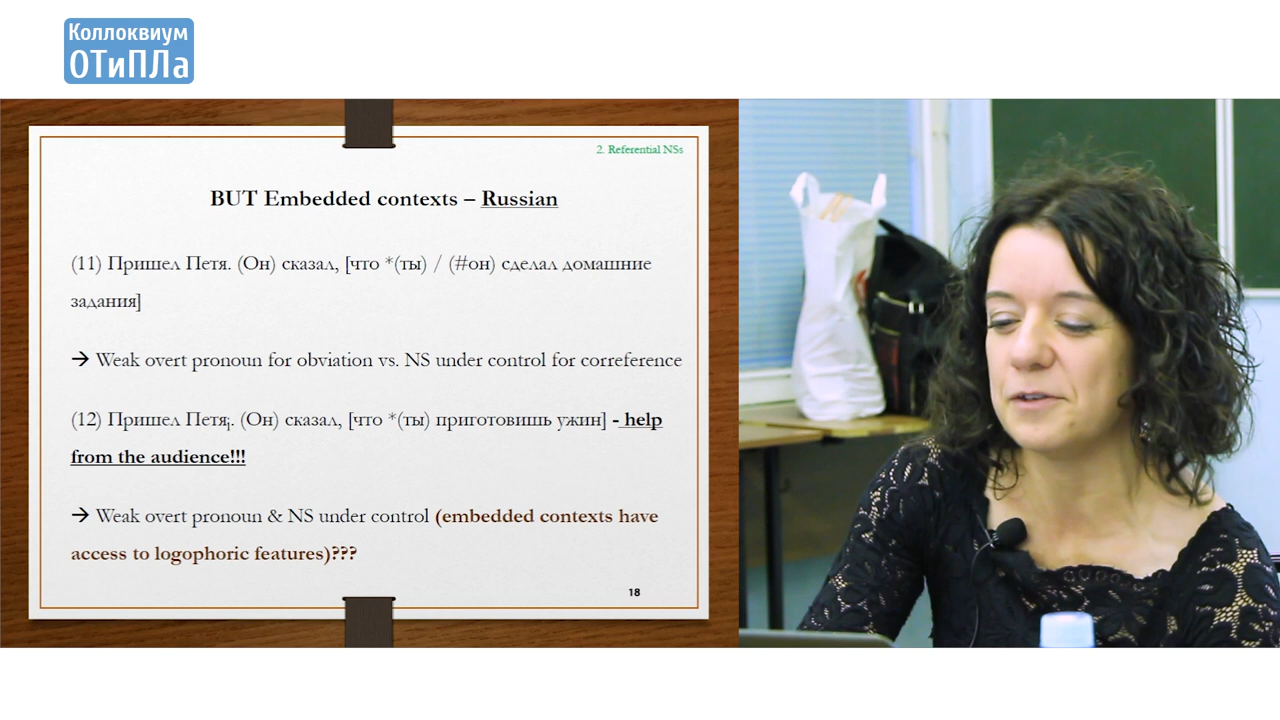 Коллоквиум
ОТиПЛа
2. Referential NSs
BUT Embedded contexts – Russian
(11) Пришел Петя. (Он) сказал, [что *(ты) / (#он) сделал домашние
задания]
→ Weak overt pronoun for obviation vs. NS under control for correference
(12) Пришел Петяj. (Он) сказал, [что *(ты) приготовишь ужин] - help
from the audience!!!
→ Weak overt pronoun & NS under control (embedded contexts have
access to logophoric features)???
18